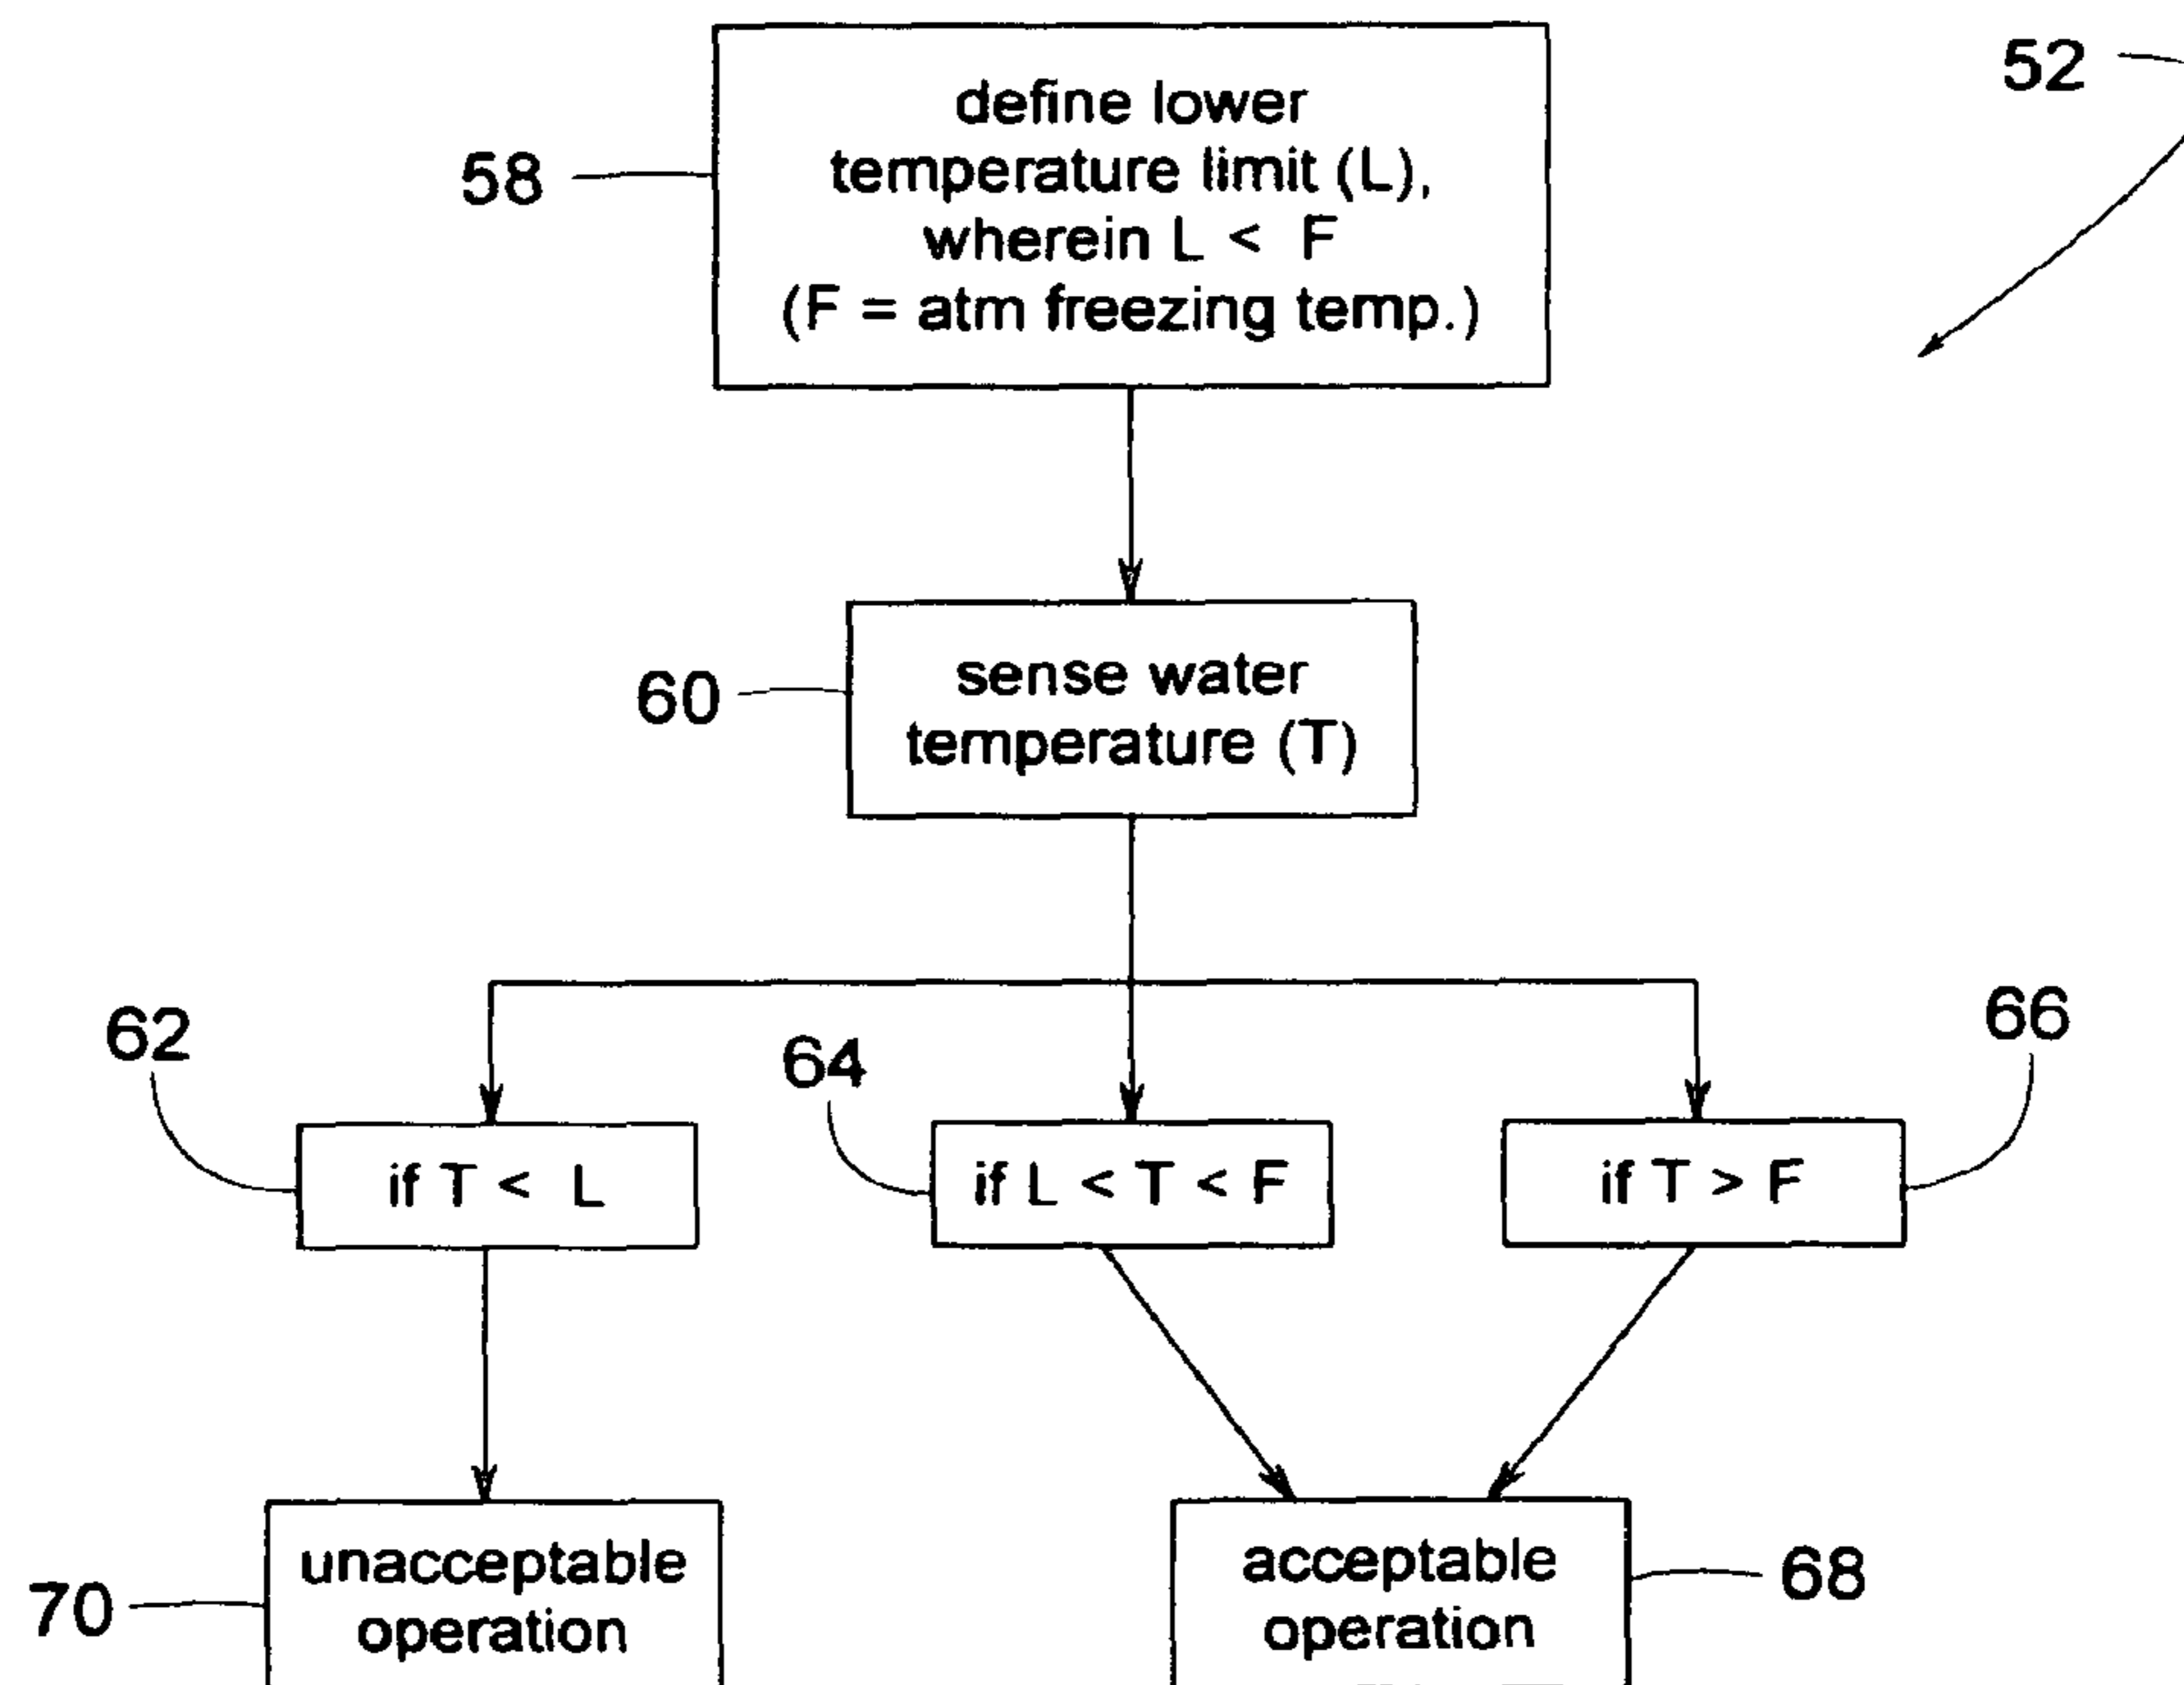 52
define lower
temperature limit (L),
wherein L < F
(F = atm freezing temp.)
58
sense water
temperature (T)
60
62
64
66
if T < L
if L < T < F
if T > F
unacceptable
operation
70
acceptable
operation
68